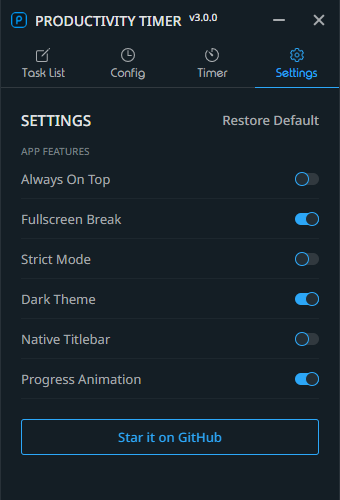 PRODUCTIVITY TIMER v3.0.0
Task List Config Timer Settings
SETTINGS Restore Default
APP FEATURES
Always On Top
Fullscreen Break
Strict Mode
Dark Theme
Native Titlebar
Progress Animation
Star it on GitHub